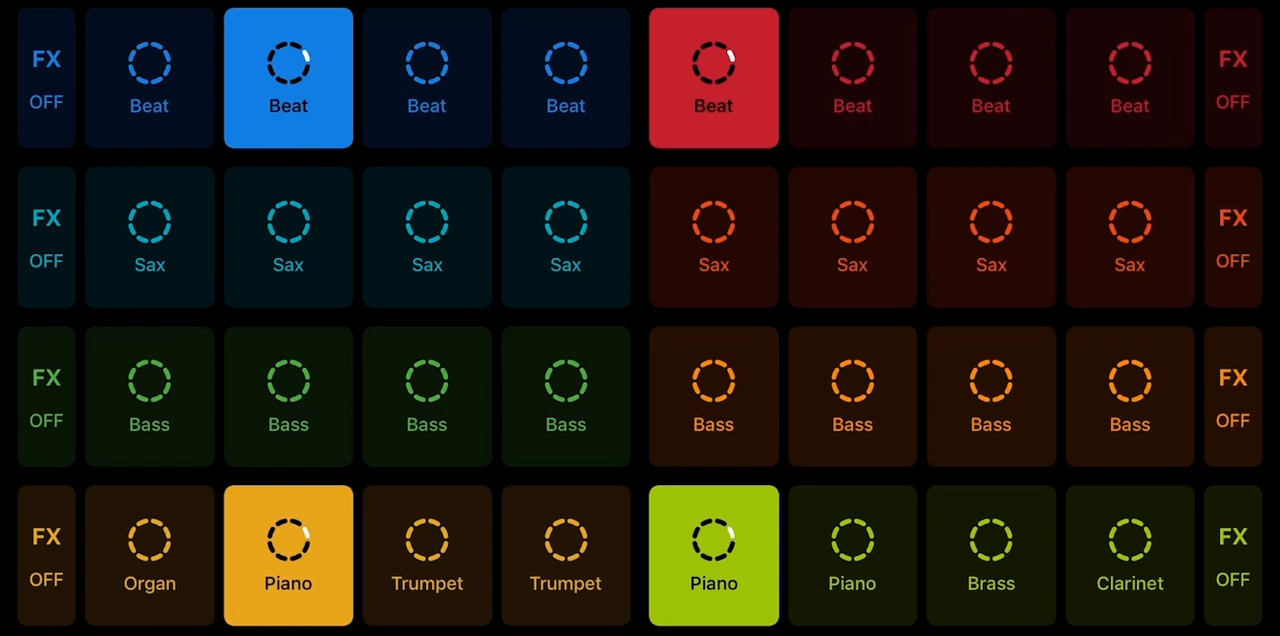 FX Beat Beat Beat Beat Beat Beat Beat Beat FX
OFF OFF
FX Sax Sax Sax Sax Sax Sax Sax Sax FX
OFF OFF
FX Bass Bass Bass Bass Bass Bass Bass Bass FX
OFF OFF
FX Organ Piano Trumpet Trumpet Piano Piano Brass Clarinet FX
OFF OFF